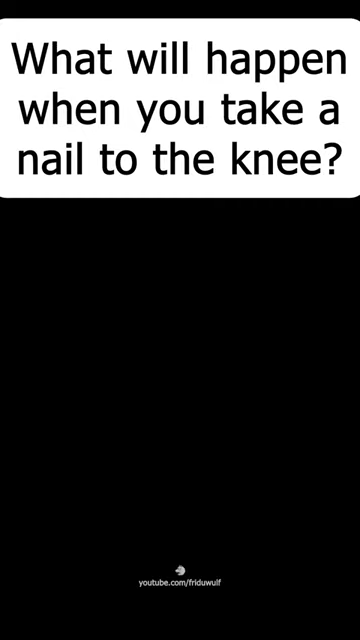 What will happen
when you take a
nail to the knee?
youtube.com/friduwulf